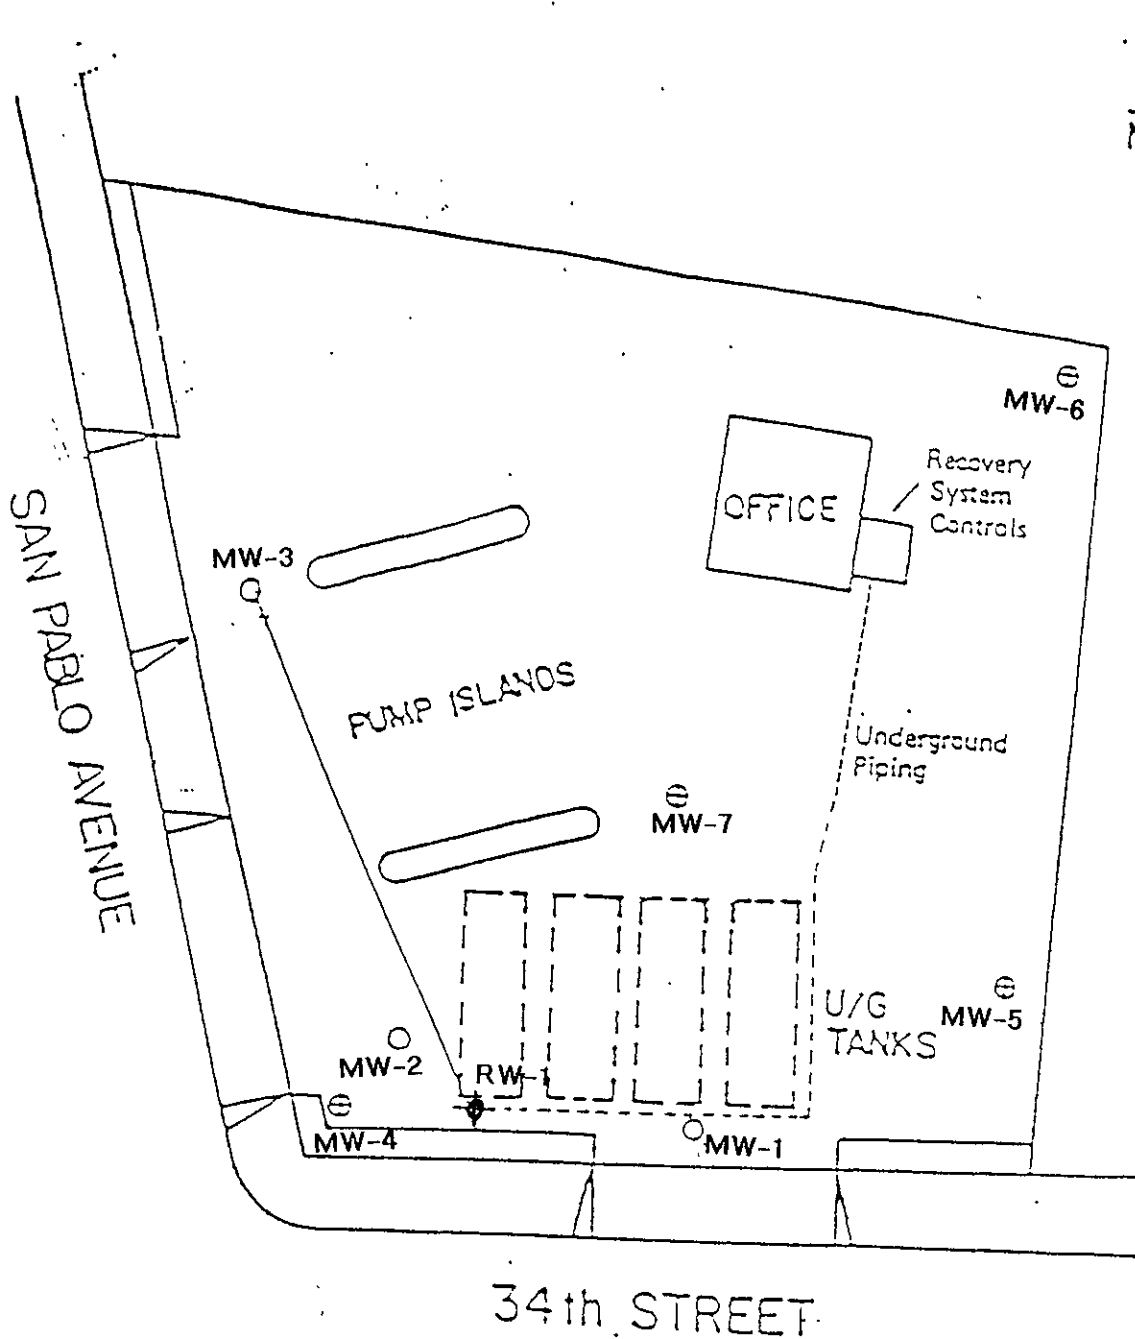 MW-6
Recovery
System
Controls
OFFICE
SAN PABLO AVENUE
MW-3
PUMP ISLANDS
Underground
Piping
MW-7
U/G
TANKS
MW-5
MW-2
RW-1
MW-4
MW-1
34th STREET